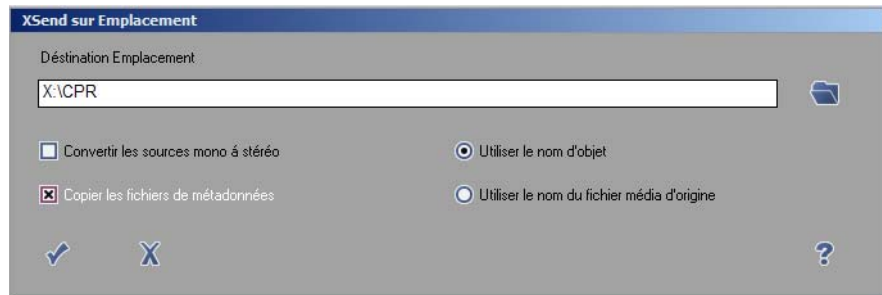 XSend sur Emplacement
Déstination Emplacement
X:\CPR
Convertir les sources mono á stéréo
Utiliser le nom d'objet
Copier les fichiers de métadonnées
Utiliser le nom du fichier média d'origine